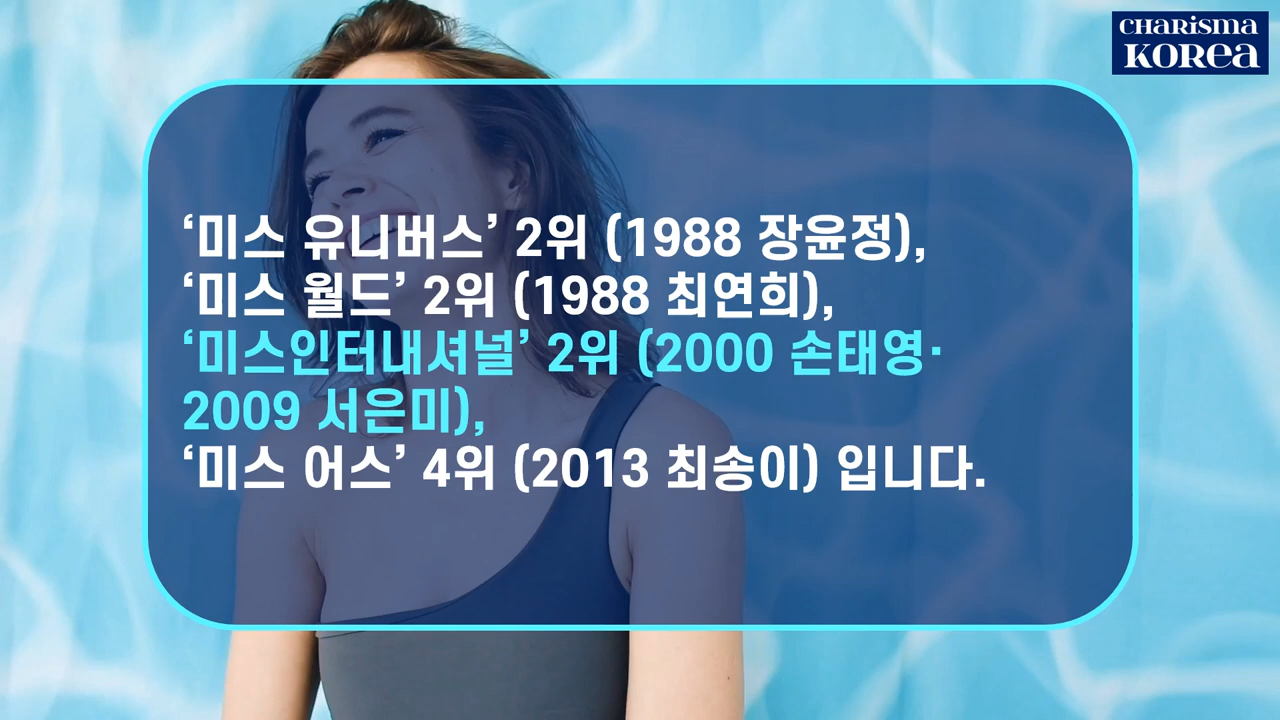 CHARISMA
KOREA
‘미스 유니버스’ 2위 (1988 장윤정),
‘미스 월드’ 2위 (1988 최연희),
‘미스인터내셔널’ 2위 (2000 손태영·
2009 서은미),
‘미스 어스’ 4위 (2013 최송이) 입니다.